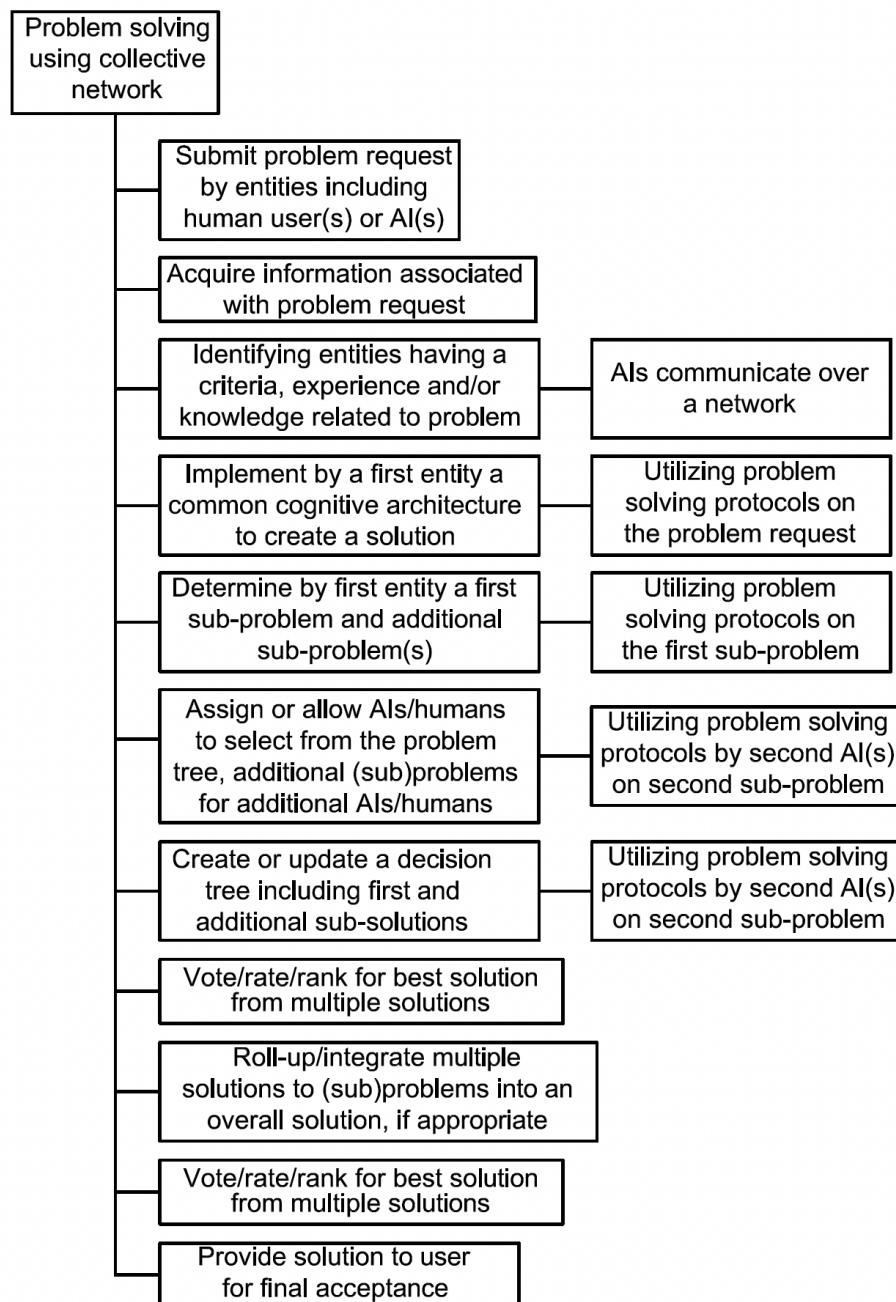 Problem solving
using collective
network
Submit problem request
by entities including
human user(s) or AI(s)
Acquire information associated
with problem request
Identifying entities having a
criteria, experience and/or
knowledge related to problem
AIs communicate over
a network
Implement by a first entity a
common cognitive architecture
to create a solution
Utilizing problem
solving protocols on
the problem request
Determine by first entity a first
sub-problem and additional
sub-problem(s)
Utilizing problem
solving protocols on
the first sub-problem
Assign or allow AIs/humans
to select from the problem
tree, additional (sub)problems
for additional AIs/humans
Utilizing problem solving
protocols by second AI(s)
on second sub-problem
Create or update a decision
tree including first and
additional sub-solutions
Utilizing problem solving
protocols by second AI(s)
on second sub-problem
Vote/rate/rank for best solution
from multiple solutions
Roll-up/integrate multiple
solutions to (sub)problems into an
overall solution, if appropriate
Vote/rate/rank for best solution
from multiple solutions
Provide solution to user
for final acceptance